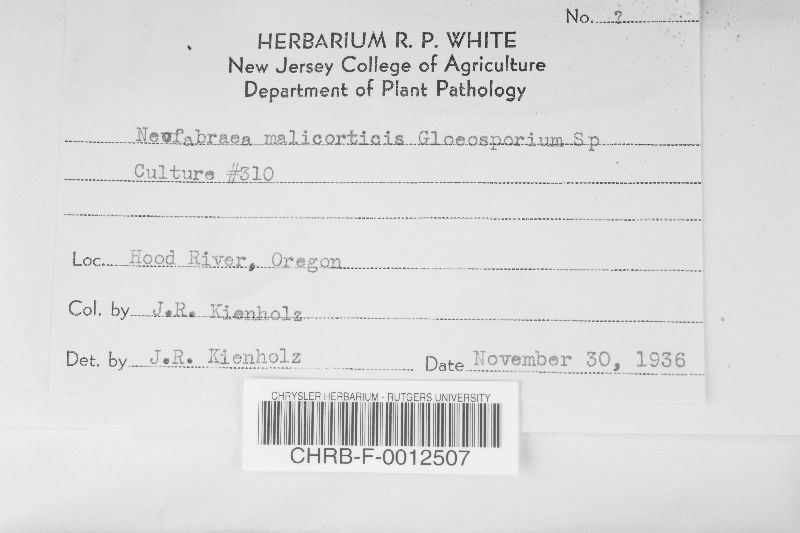 No. 2
HERBARIUM R. P. WHITE
New Jersey College of Agriculture
Department of Plant Pathology
Neofabraea malicorticis Gloeosporium Sp
Culture #310
Loc. Hood River, Oregon
Col. by J.R. Kienholz
Det. by J.R. Kienholz Date November 30, 1936
CHRYSLER HERBARIUM - RUTGERS UNIVERSITY
CHRB-F-0012507